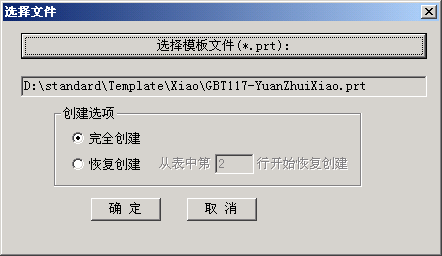 选择文件
选择模板文件(*.prt):
D:\standard\Template\Xiao\GBT117-YuanZhuiXiao.prt
创建选项
完全创建
恢复创建 从表中第 2 行开始恢复创建
确 定 取 消